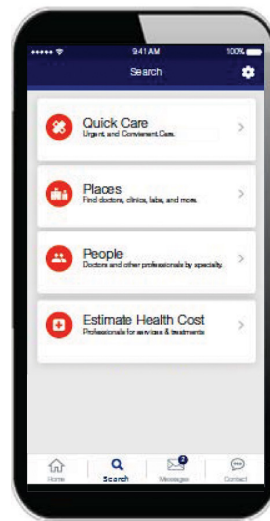 9:41 AM
100%
Search
Quick Care
Urgent and Convenient Care.
Places
Find doctors, clinics, labs, and more.
People
Doctors and other professionals by specialty.
Estimate Health Cost
Professionals for services & treatments
2
Home
Search
Messages
Contact